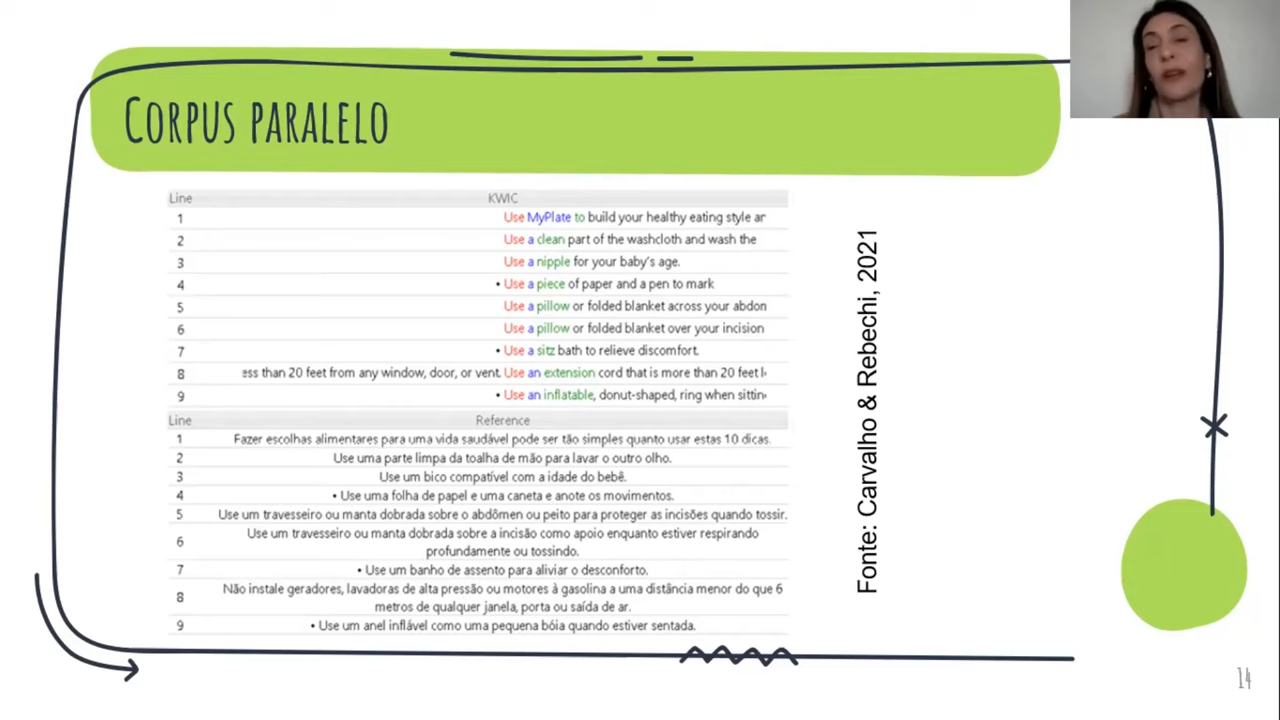 CORPUS PARALELO
Line KWIC
1 Use MyPlate to build your healthy eating style ar
2 Use a clean part of the washcloth and wash the
3 Use a nipple for your baby's age.
4 • Use a piece of paper and a pen to mark
5 Use a pillow or folded blanket across your abdon
6 Use a pillow or folded blanket over your incision
7 • Use a sitz bath to relieve discomfort.
8 ess than 20 feet from any window, door, or vent. Use an extension cord that is more than 20 feet l
9 • Use an inflatable, donut-shaped, ring when sittin
Line Reference
1 Fazer escolhas alimentares para uma vida saudável pode ser tão simples quanto usar estas 10 dicas.
2 Use uma parte limpa da toalha de mão para lavar o outro olho.
3 Use um bico compatível com a idade do bebê.
4 • Use uma folha de papel e uma caneta e anote os movimentos.
5 Use um travesseiro ou manta dobrada sobre o abdômen ou peito para proteger as incisões quando tossir.
6 Use um travesseiro ou manta dobrada sobre a incisão como apoio enquanto estiver respirando
profundamente ou tossindo.
7 • Use um banho de assento para aliviar o desconforto.
8 Não instale geradores, lavadoras de alta pressão ou motores à gasolina a uma distância menor do que 6
metros de qualquer janela, porta ou saída de ar.
9 • Use um anel inflável como uma pequena bóia quando estiver sentada.
Fonte: Carvalho & Rebechi, 2021
14